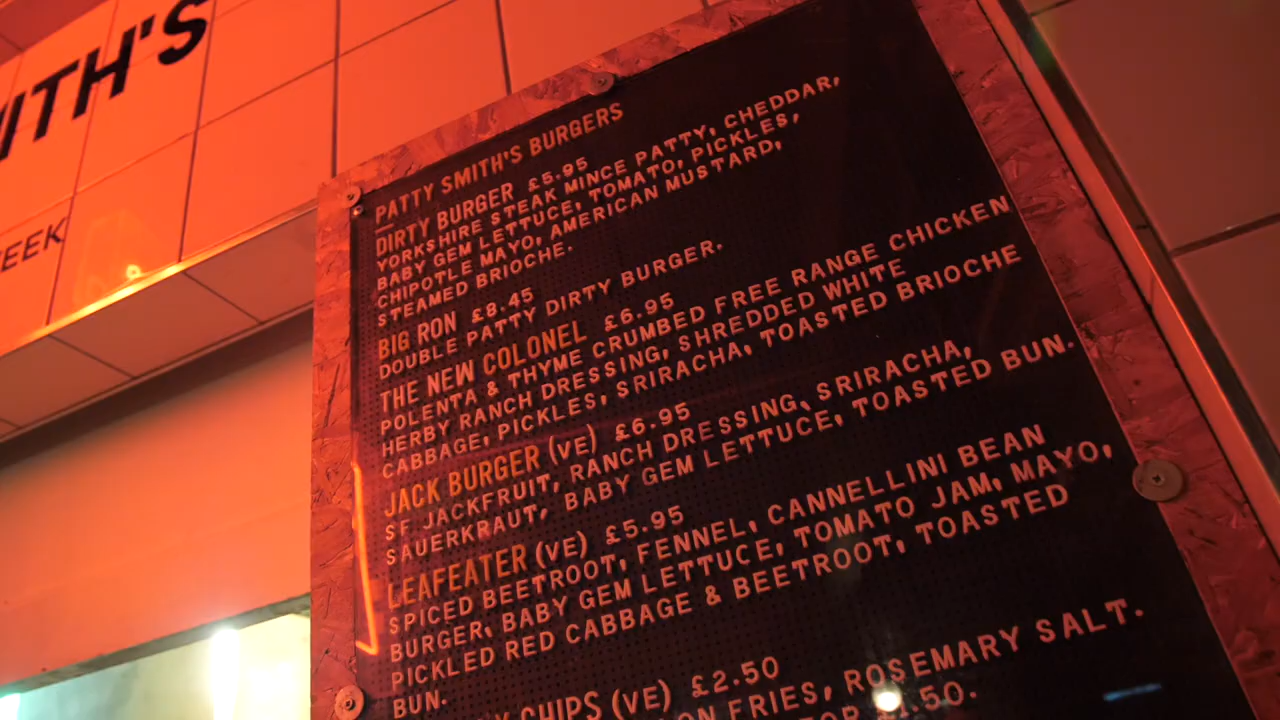 ITH'S
EEK
PATTY SMITH'S BURGERS
DIRTY BURGER £5.95
YORKSHIRE STEAK MINCE PATTY, CHEDDAR,
BABY GEM LETTUCE, TOMATO, PICKLES,
CHIPOTLE MAYO, AMERICAN MUSTARD,
STEAMED BRIOCHE.
BIG RON £8.45
DOUBLE PATTY DIRTY BURGER.
THE NEW COLONEL £6.95
POLENTA & THYME CRUMBED FREE RANGE CHICKEN
HERBY RANCH DRESSING, SHREDDED WHITE
CABBAGE, PICKLES, SRIRACHA, TOASTED BRIOCHE
JACK BURGER (VE) £6.95
SF JACKFRUIT, RANCH DRESSING, SRIRACHA,
SAUERKRAUT, BABY GEM LETTUCE, TOASTED BUN.
LEAFEATER (VE) £5.95
SPICED BEETROOT, FENNEL, CANNELLINI BEAN
BURGER, BABY GEM LETTUCE, TOMATO JAM, MAYO,
PICKLED RED CABBAGE & BEETROOT, TOASTED
BUN.
CHIPS (VE) £2.50
FRIES, ROSEMARY SALT.
FOR £1.50.